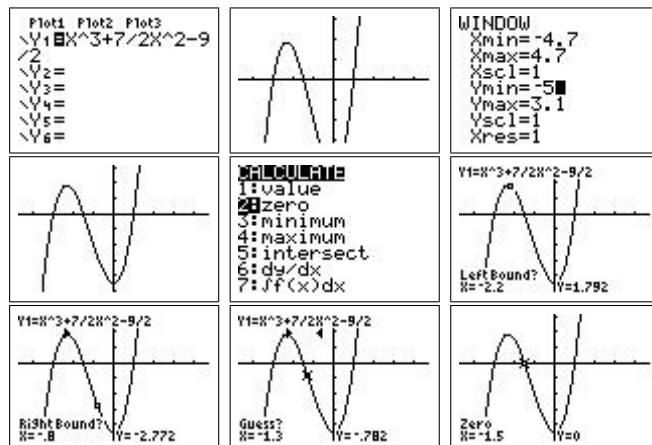 Plot1 Plot2 Plot3
\Y1=X^3+7/2X^2-9
/2
\Y2=
\Y3=
\Y4=
\Y5=
\Y6=
WINDOW
Xmin=-4.7
Xmax=4.7
Xscl=1
Ymin=-5
Ymax=3.1
Yscl=1
Xres=1
CALCULATE
1:value
2:zero
3:minimum
4:maximum
5:intersect
6:dy/dx
7:∫f(x)dx
Y1=X^3+7/2X^2-9/2
Left Bound?
X=-2.2 Y=1.792
Y1=X^3+7/2X^2-9/2
Right Bound?
X=-.8 Y=-2.772
Y1=X^3+7/2X^2-9/2
Guess?
X=-1.3 Y=-.782
Zero
X=-1.5 Y=0